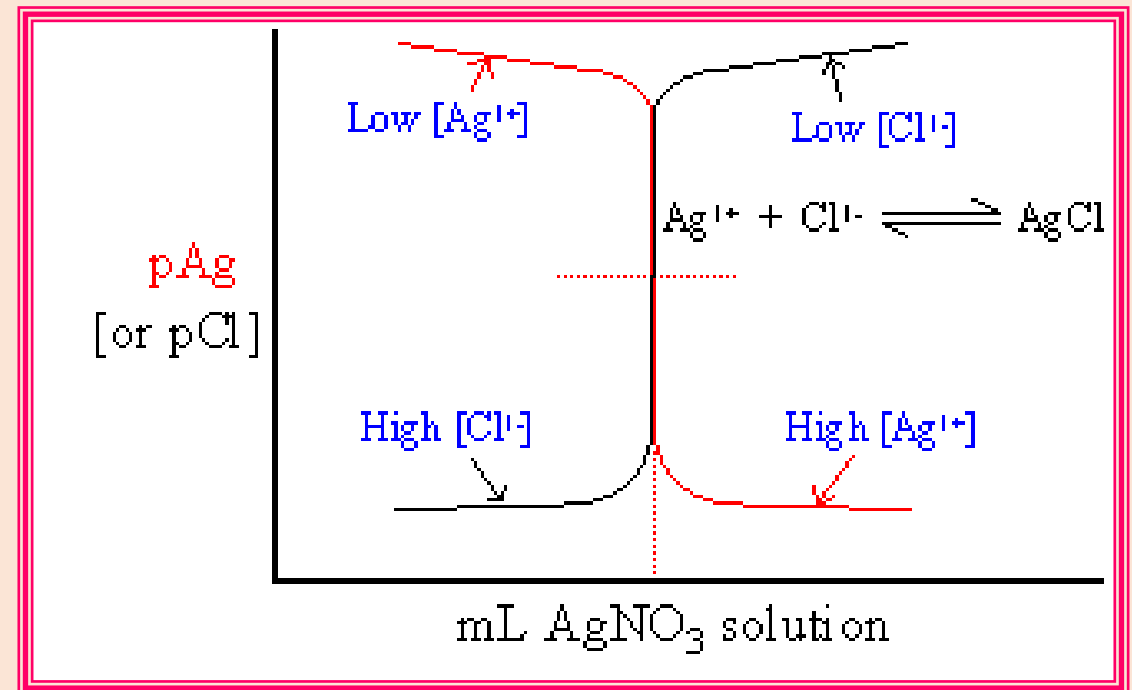 Low [Ag¹⁺]
Low [Cl¹⁻]
Ag¹⁺ + Cl¹⁻ ⇌ AgCl
pAg
[or pCl]
High [Cl¹⁻]
High [Ag¹⁺]
mL AgNO₃ solution